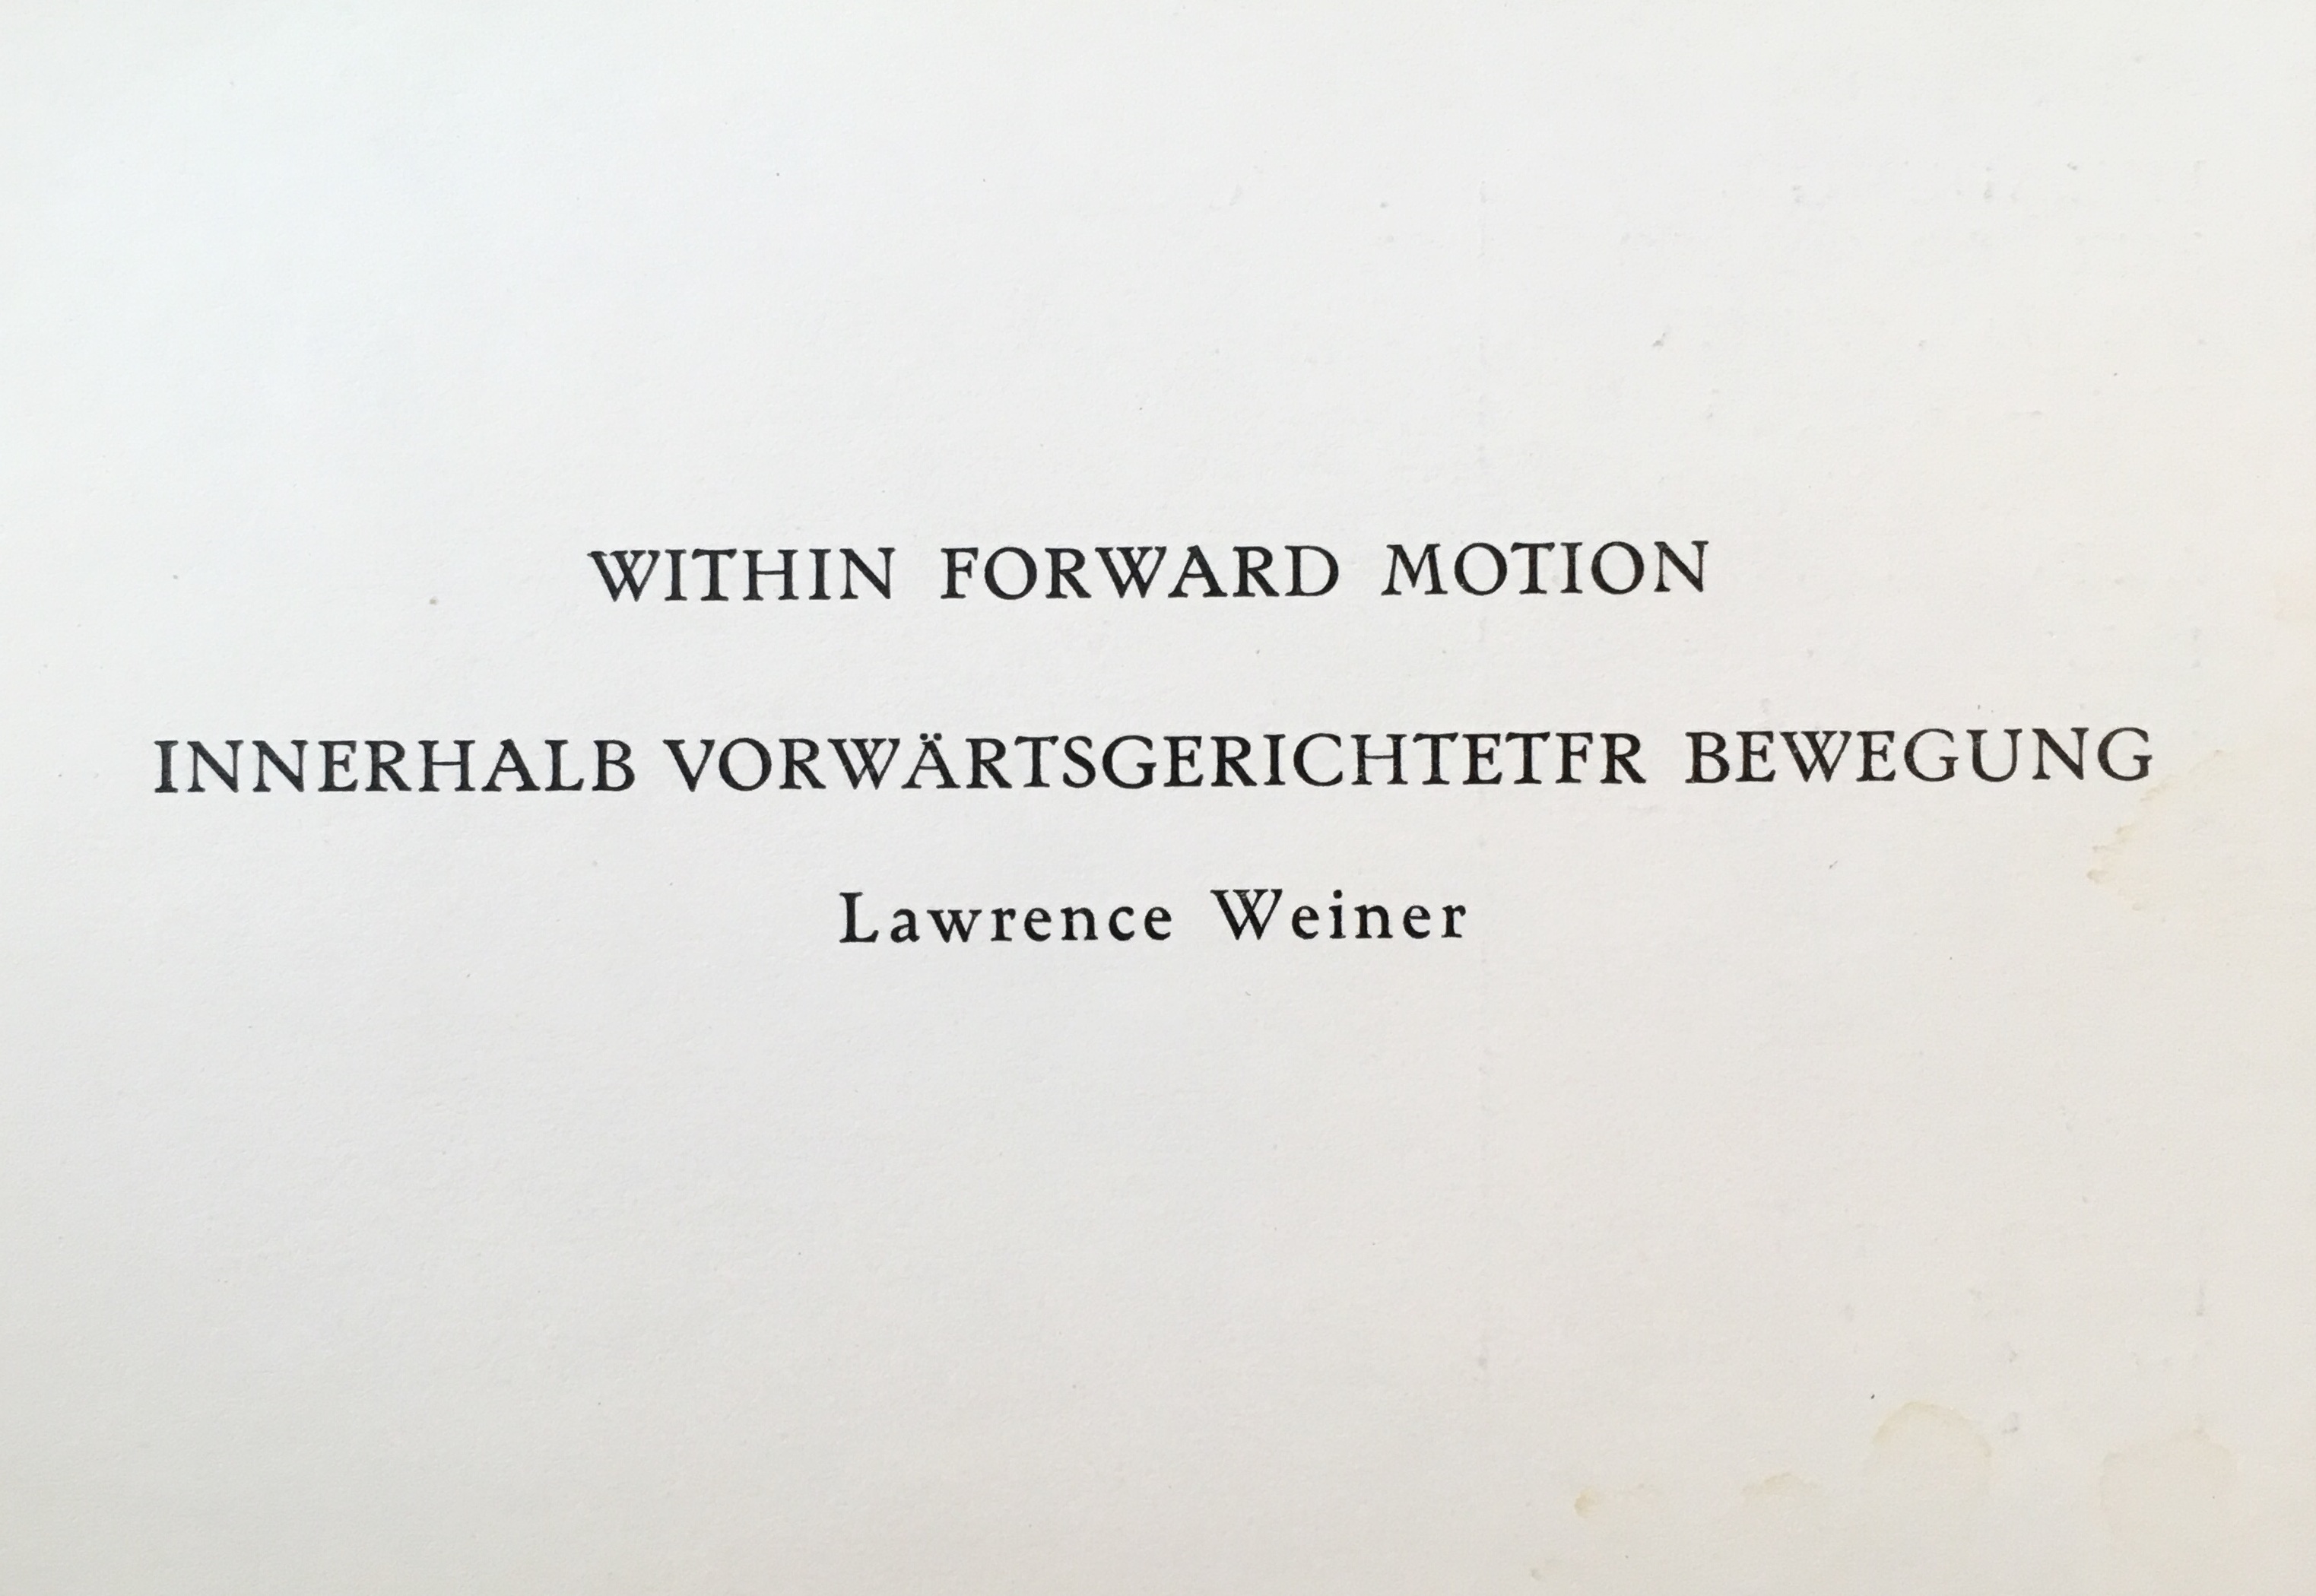 WITHIN FORWARD MOTION
INNERHALB VORWÄRTSGERICHTETFR BEWEGUNG
Lawrence Weiner